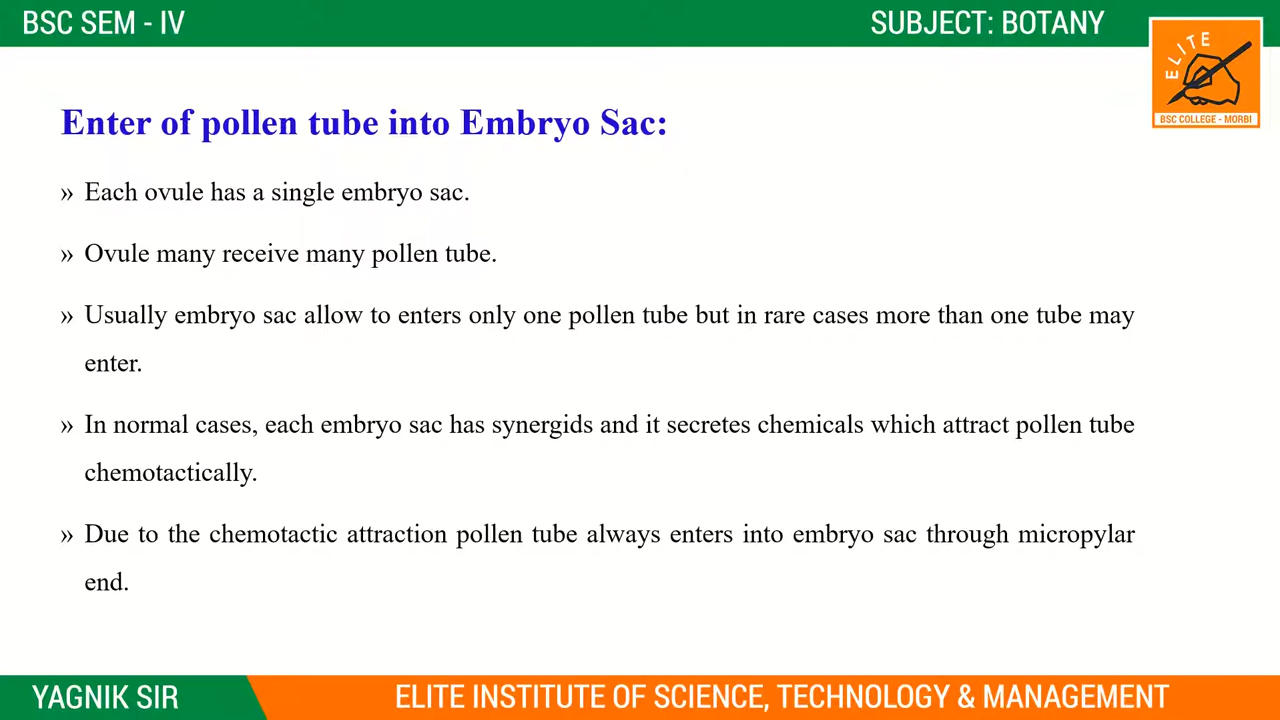 BSC SEM - IV
SUBJECT: BOTANY
ELITE
BSC COLLEGE - MORBI
Enter of pollen tube into Embryo Sac:
» Each ovule has a single embryo sac.
» Ovule many receive many pollen tube.
» Usually embryo sac allow to enters only one pollen tube but in rare cases more than one tube may
enter.
» In normal cases, each embryo sac has synergids and it secretes chemicals which attract pollen tube
chemotactically.
» Due to the chemotactic attraction pollen tube always enters into embryo sac through micropylar
end.
YAGNIK SIR
ELITE INSTITUTE OF SCIENCE, TECHNOLOGY & MANAGEMENT